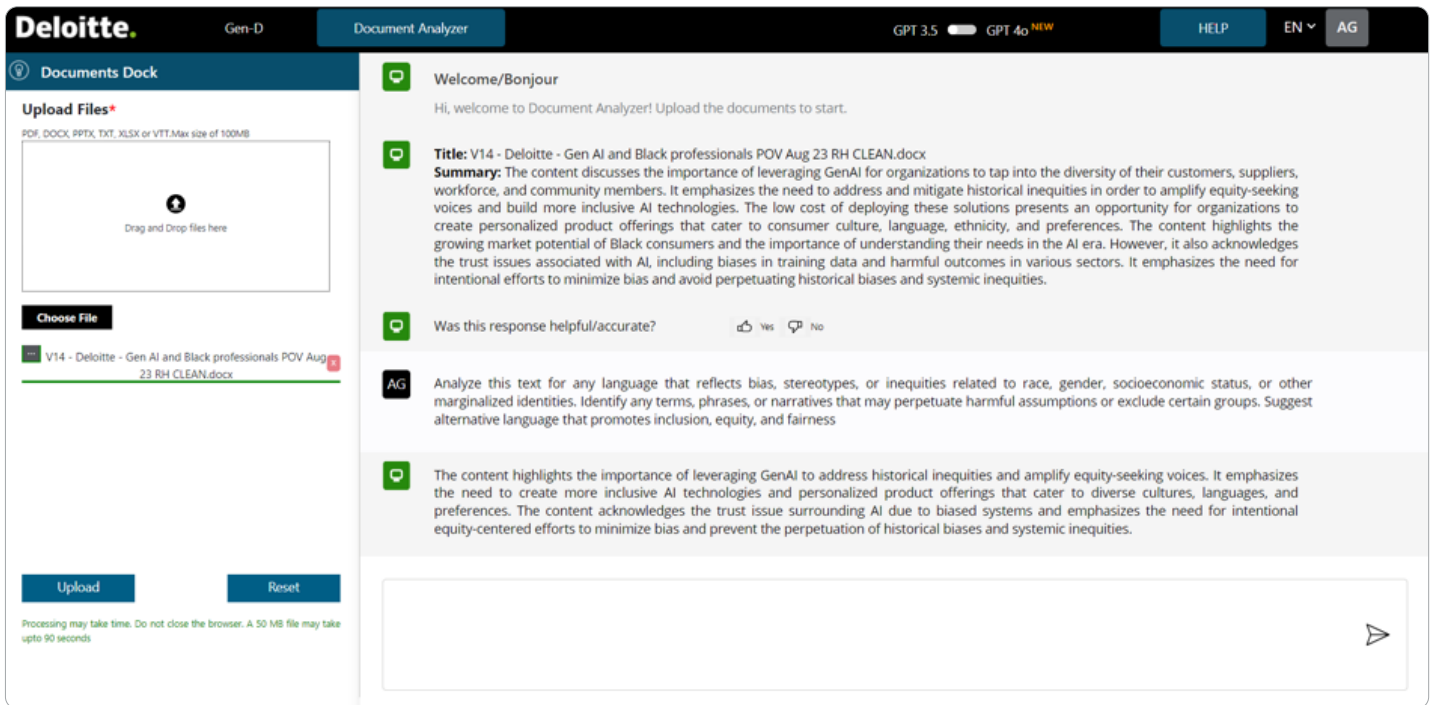 Deloitte.
Gen-D
Document Analyzer
GPT 3.5
GPT 4o NEW
HELP
EN
AG
Documents Dock
Upload Files*
PDF, DOCX, PPTX, TXT, XLSX or VTT.Max size of 100MB
Drag and Drop files here
Choose File
V14 - Deloitte - Gen AI and Black professionals POV Aug
23 RH CLEAN.docx
x
Upload
Reset
Processing may take time. Do not close the browser. A 50 MB file may take
upto 90 seconds
Welcome/Bonjour
Hi, welcome to Document Analyzer! Upload the documents to start.
Title: V14 - Deloitte - Gen AI and Black professionals POV Aug 23 RH CLEAN.docx
Summary: The content discusses the importance of leveraging GenAI for organizations to tap into the diversity of their customers, suppliers,
workforce, and community members. It emphasizes the need to address and mitigate historical inequities in order to amplify equity-seeking
voices and build more inclusive AI technologies. The low cost of deploying these solutions presents an opportunity for organizations to
create personalized product offerings that cater to consumer culture, language, ethnicity, and preferences. The content highlights the
growing market potential of Black consumers and the importance of understanding their needs in the AI era. However, it also acknowledges
the trust issues associated with AI, including biases in training data and harmful outcomes in various sectors. It emphasizes the need for
intentional efforts to minimize bias and avoid perpetuating historical biases and systemic inequities.
Was this response helpful/accurate?
Yes
No
AG
Analyze this text for any language that reflects bias, stereotypes, or inequities related to race, gender, socioeconomic status, or other
marginalized identities. Identify any terms, phrases, or narratives that may perpetuate harmful assumptions or exclude certain groups. Suggest
alternative language that promotes inclusion, equity, and fairness
The content highlights the importance of leveraging GenAI to address historical inequities and amplify equity-seeking voices. It emphasizes
the need to create more inclusive AI technologies and personalized product offerings that cater to diverse cultures, languages, and
preferences. The content acknowledges the trust issue surrounding AI due to biased systems and emphasizes the need for intentional
equity-centered efforts to minimize bias and prevent the perpetuation of historical biases and systemic inequities.